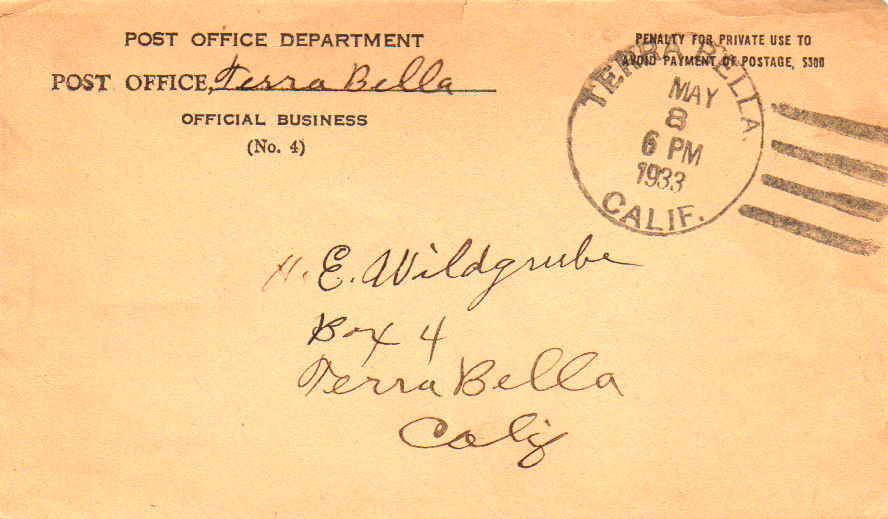 POST OFFICE DEPARTMENT
POST OFFICE, Terra Bella
OFFICIAL BUSINESS
(No. 4)
PENALTY FOR PRIVATE USE TO
AVOID PAYMENT OF POSTAGE, $300
TERRA BELLA
MAY
8
6 PM
1933
CALIF.
H. E. Wildgrube
Box 4
Terra Bella
Calif